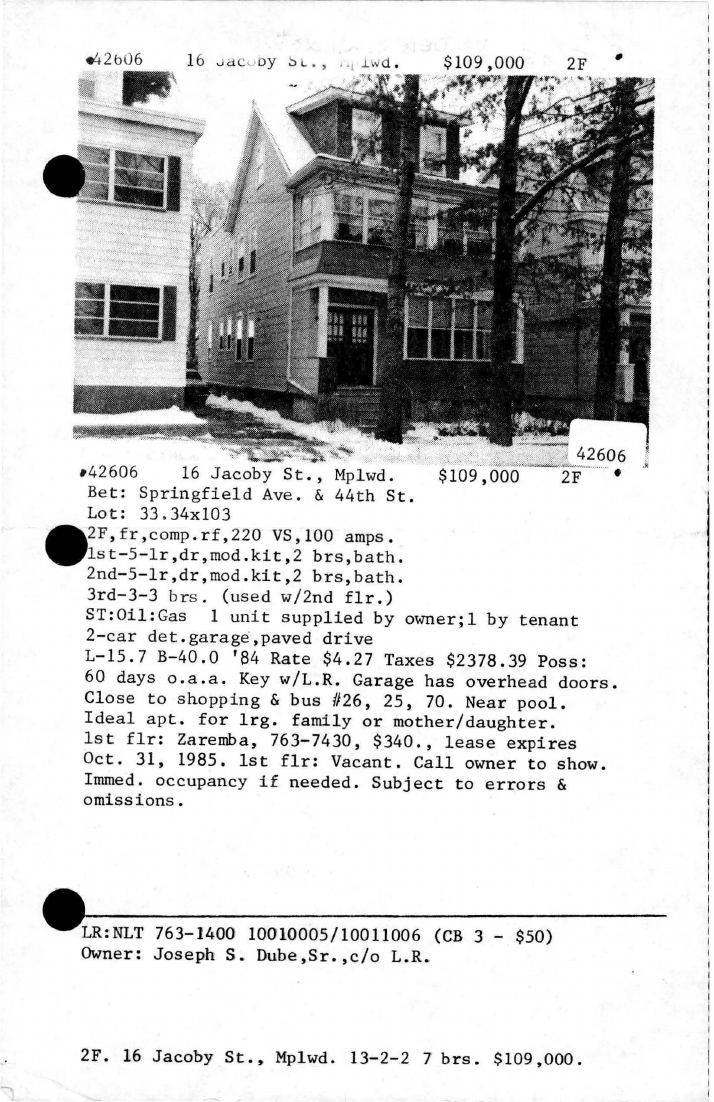 42606 16 Jacoby St., Mplwd. $109,000 2F
42606
42606 16 Jacoby St., Mplwd. $109,000 2F
Bet: Springfield Ave. & 44th St.
Lot: 33.34x103
2F,fr,comp.rf,220 VS,100 amps.
1st-5-lr,dr,mod.kit,2 brs,bath.
2nd-5-lr,dr,mod.kit,2 brs,bath.
3rd-3-3 brs. (used w/2nd flr.)
ST:Oil:Gas 1 unit supplied by owner;1 by tenant
2-car det.garage,paved drive
L-15.7 B-40.0 '84 Rate $4.27 Taxes $2378.39 Poss:
60 days o.a.a. Key w/L.R. Garage has overhead doors.
Close to shopping & bus #26, 25, 70. Near pool.
Ideal apt. for lrg. family or mother/daughter.
1st flr: Zaremba, 763-7430, $340., lease expires
Oct. 31, 1985. 1st flr: Vacant. Call owner to show.
Immed. occupancy if needed. Subject to errors &
omissions.
LR:NLT 763-1400 10010005/10011006 (CB 3 - $50)
Owner: Joseph S. Dube,Sr.,c/o L.R.
2F. 16 Jacoby St., Mplwd. 13-2-2 7 brs. $109,000.